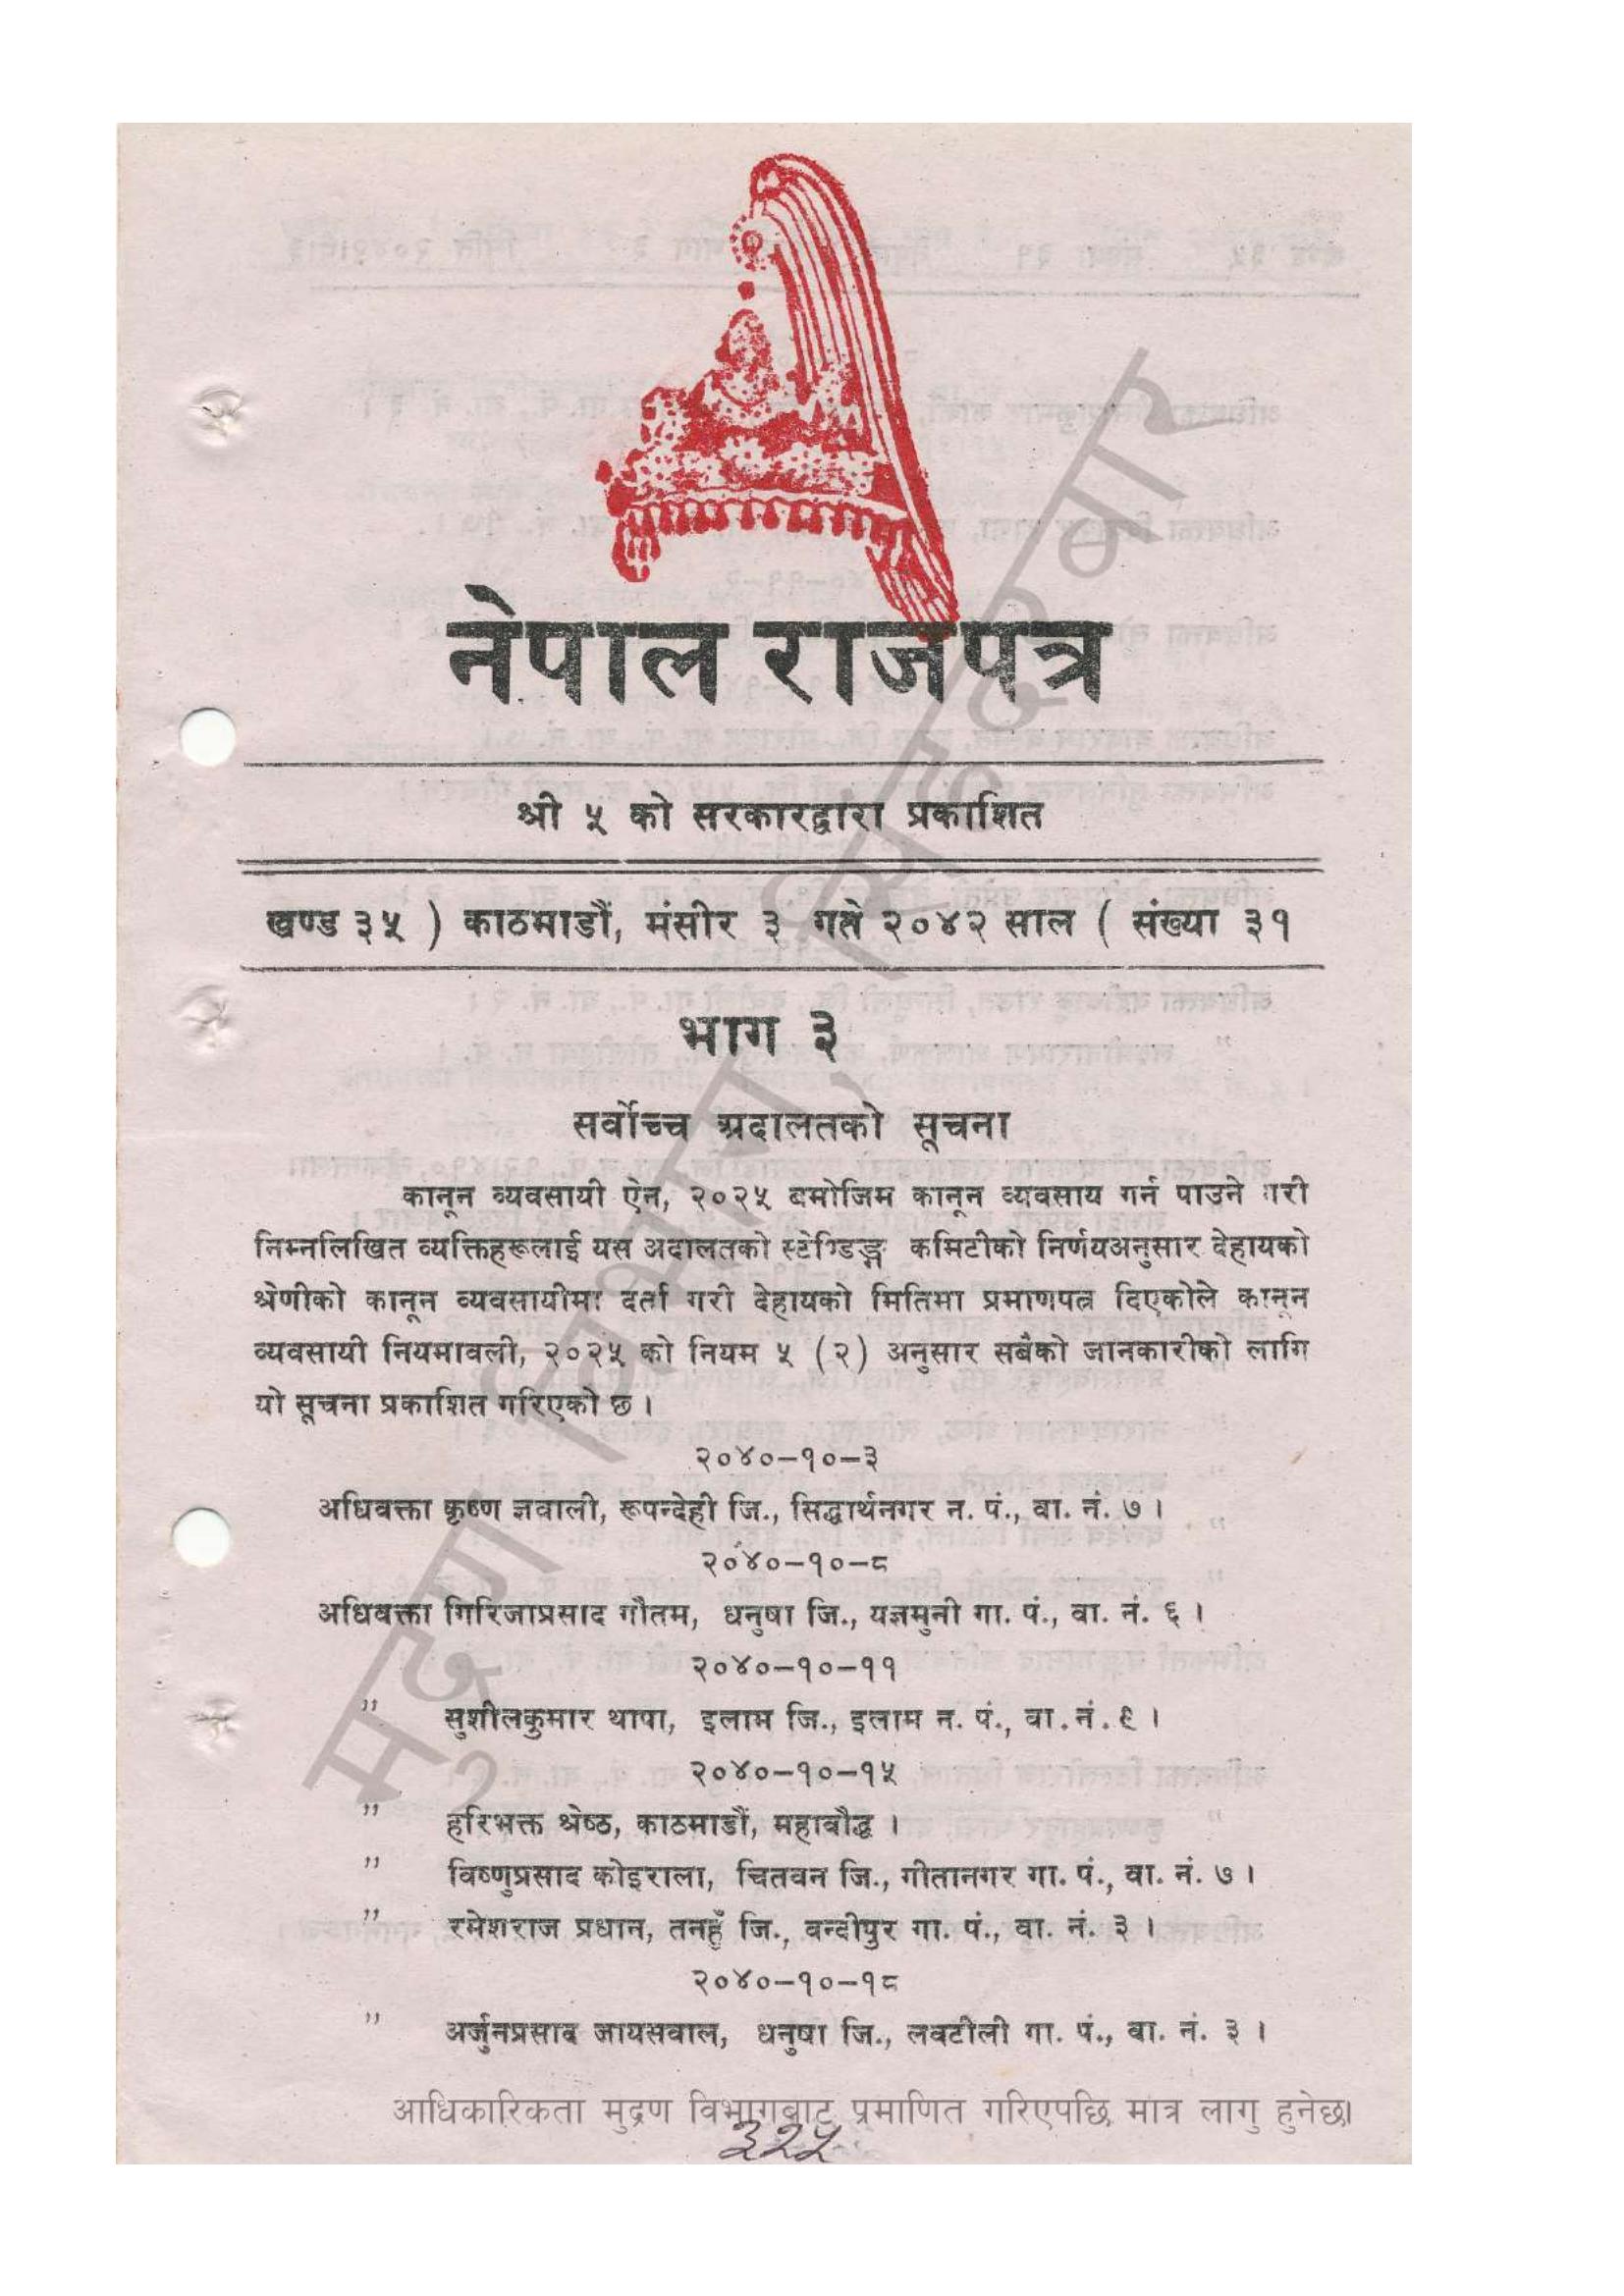 नेपाल राजपत्र
श्री ५ को सरकारद्वारा प्रकाशित
खण्ड ३५ ) काठमाडौं, मंसीर ३ गते २०४२ साल ( संख्या ३१
भाग ३
सर्वोच्च अदालतको सूचना
कानून व्यवसायी ऐन, २०२५ बमोजिम कानून व्यवसाय गर्न पाउने गरी
निम्नलिखित व्यक्तिहरूलाई यस अदालतको स्टेण्डिङ्ग कमिटीको निर्णयअनुसार देहायको
श्रेणीको कानून व्यवसायीमा दर्ता गरी देहायको मितिमा प्रमाणपत्र दिएकोले कानून
व्यवसायी नियमावली, २०२५ को नियम ५ (२) अनुसार सबैको जानकारीको लागि
यो सूचना प्रकाशित गरिएको छ ।
२०४०–१०–३
अधिवक्ता कृष्ण ज्ञवाली, रूपन्देही जि., सिद्धार्थनगर न. पं., वा. नं. ७ ।
२०४०–१०–८
अधिवक्ता गिरिजाप्रसाद गौतम, धनुषा जि., यज्ञमुनी गा. पं., वा. नं. ६ ।
२०४०–१०–११
" सुशीलकुमार थापा, इलाम जि., इलाम न. पं., वा. नं. ९ ।
२०४०–१०–१५
" हरिभक्त श्रेष्ठ, काठमाडौं, महाबौद्ध ।
" विष्णुप्रसाद कोइराला, चितवन जि., गीतानगर गा. पं., वा. नं. ७ ।
" रमेशराज प्रधान, तनहुँ जि., बन्दीपुर गा. पं., वा. नं. ३ ।
२०४०–१०–१८
" अर्जुनप्रसाद जायसवाल, धनुषा जि., लवटीली गा. पं., वा. नं. ३ ।
मुद्रण विभाग, सिंहदरबार
आधिकारिकता मुद्रण विभागबाट प्रमाणित गरिएपछि मात्र लागु हुनेछ।
३२५